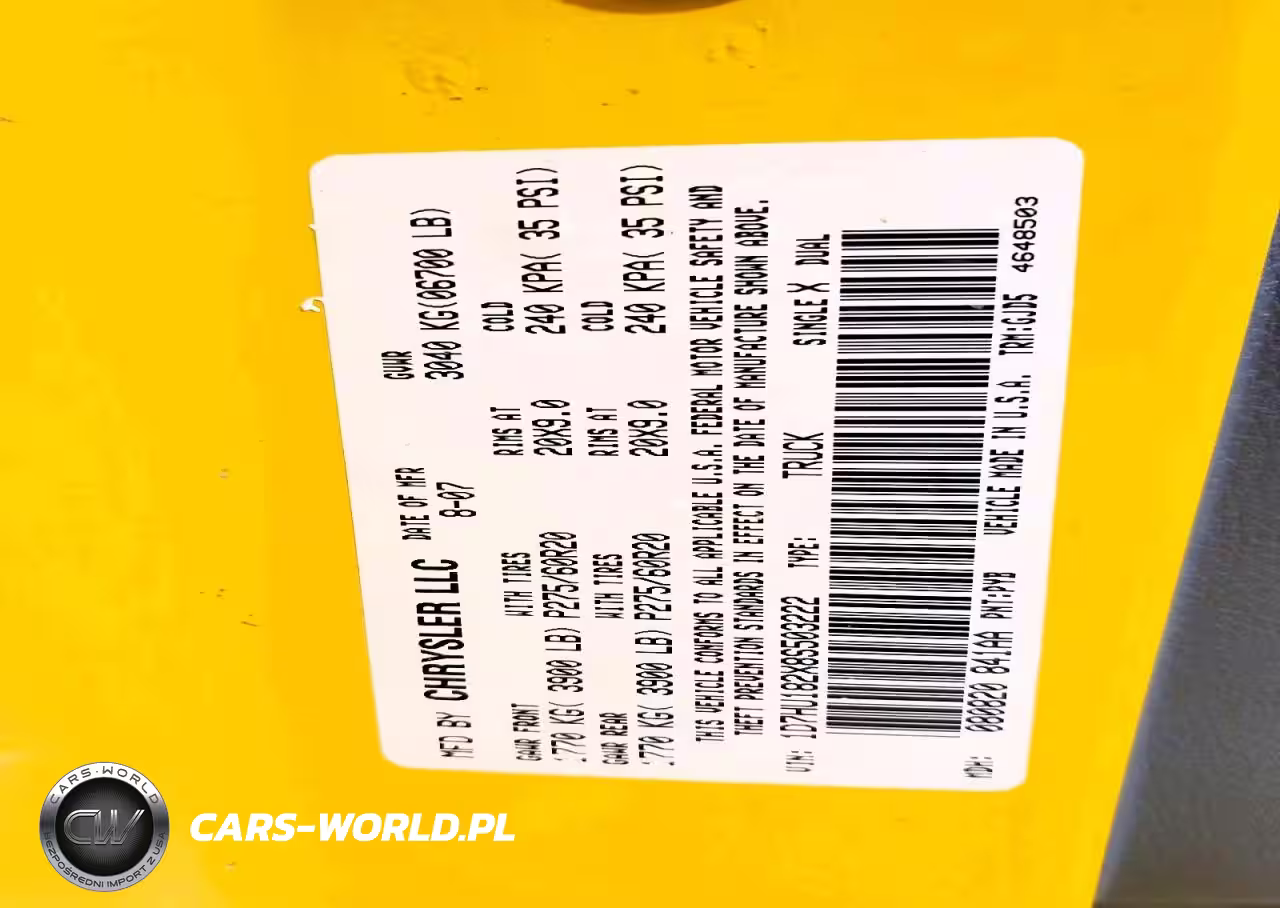 MFD BY CHRYSLER LLC DATE OF MFR GVWR
8-07 3040 KG(06700 LB)
GAWR FRONT WITH TIRES RIMS AT COLD
1770 KG( 3900 LB) P275/60R20 20X9.0 240 KPA( 35 PSI)
GAWR REAR WITH TIRES RIMS AT COLD
1770 KG( 3900 LB) P275/60R20 20X9.0 240 KPA( 35 PSI)
THIS VEHICLE CONFORMS TO ALL APPLICABLE U.S.A. FEDERAL MOTOR VEHICLE SAFETY AND
THEFT PREVENTION STANDARDS IN EFFECT ON THE DATE OF MANUFACTURE SHOWN ABOVE.
VIN: 1D7HU182X8S503222 TYPE: TRUCK SINGLE X DUAL
MDH: 080820 841AA PNT:PYB VEHICLE MADE IN U.S.A. TRM:GJD5 4648503
CARS-WORLD
CW
BEZPOŚREDNI IMPORT Z USA
CARS-WORLD.PL